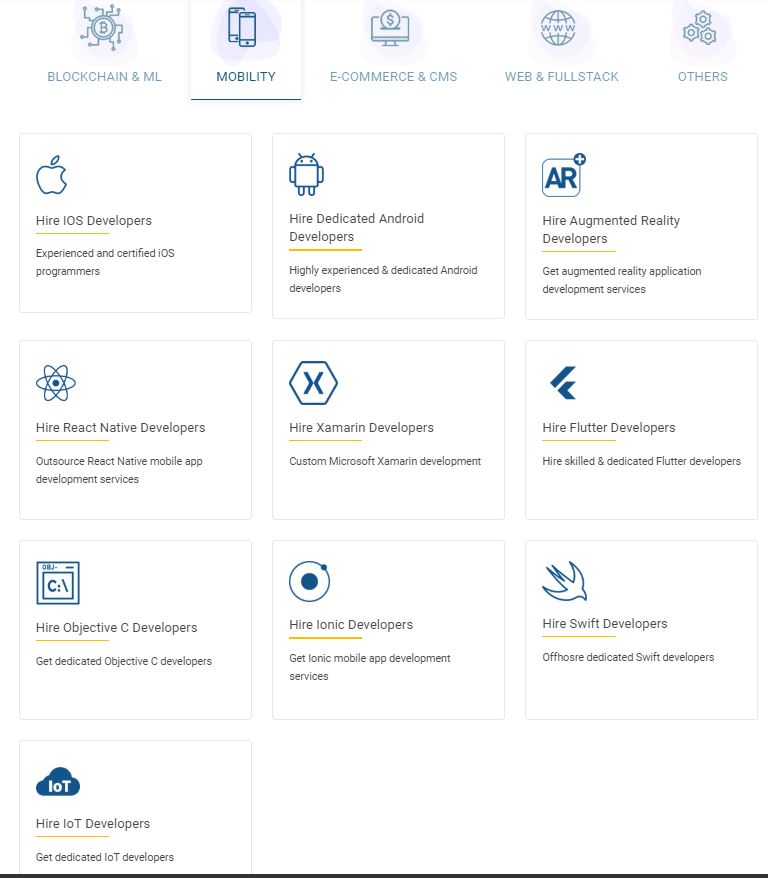 BLOCKCHAIN & ML
MOBILITY
E-COMMERCE & CMS
WWW
WEB & FULLSTACK
OTHERS
Hire IOS Developers
Experienced and certified iOS
programmers
Hire Dedicated Android
Developers
Highly experienced & dedicated Android
developers
AR
Hire Augmented Reality
Developers
Get augmented reality application
development services
Hire React Native Developers
Outsource React Native mobile app
development services
X
Hire Xamarin Developers
Custom Microsoft Xamarin development
Hire Flutter Developers
Hire skilled & dedicated Flutter developers
OBJ-
C:\
Hire Objective C Developers
Get dedicated Objective C developers
Hire Ionic Developers
Get Ionic mobile app development
services
Hire Swift Developers
Offhosre dedicated Swift developers
IoT
Hire IoT Developers
Get dedicated IoT developers